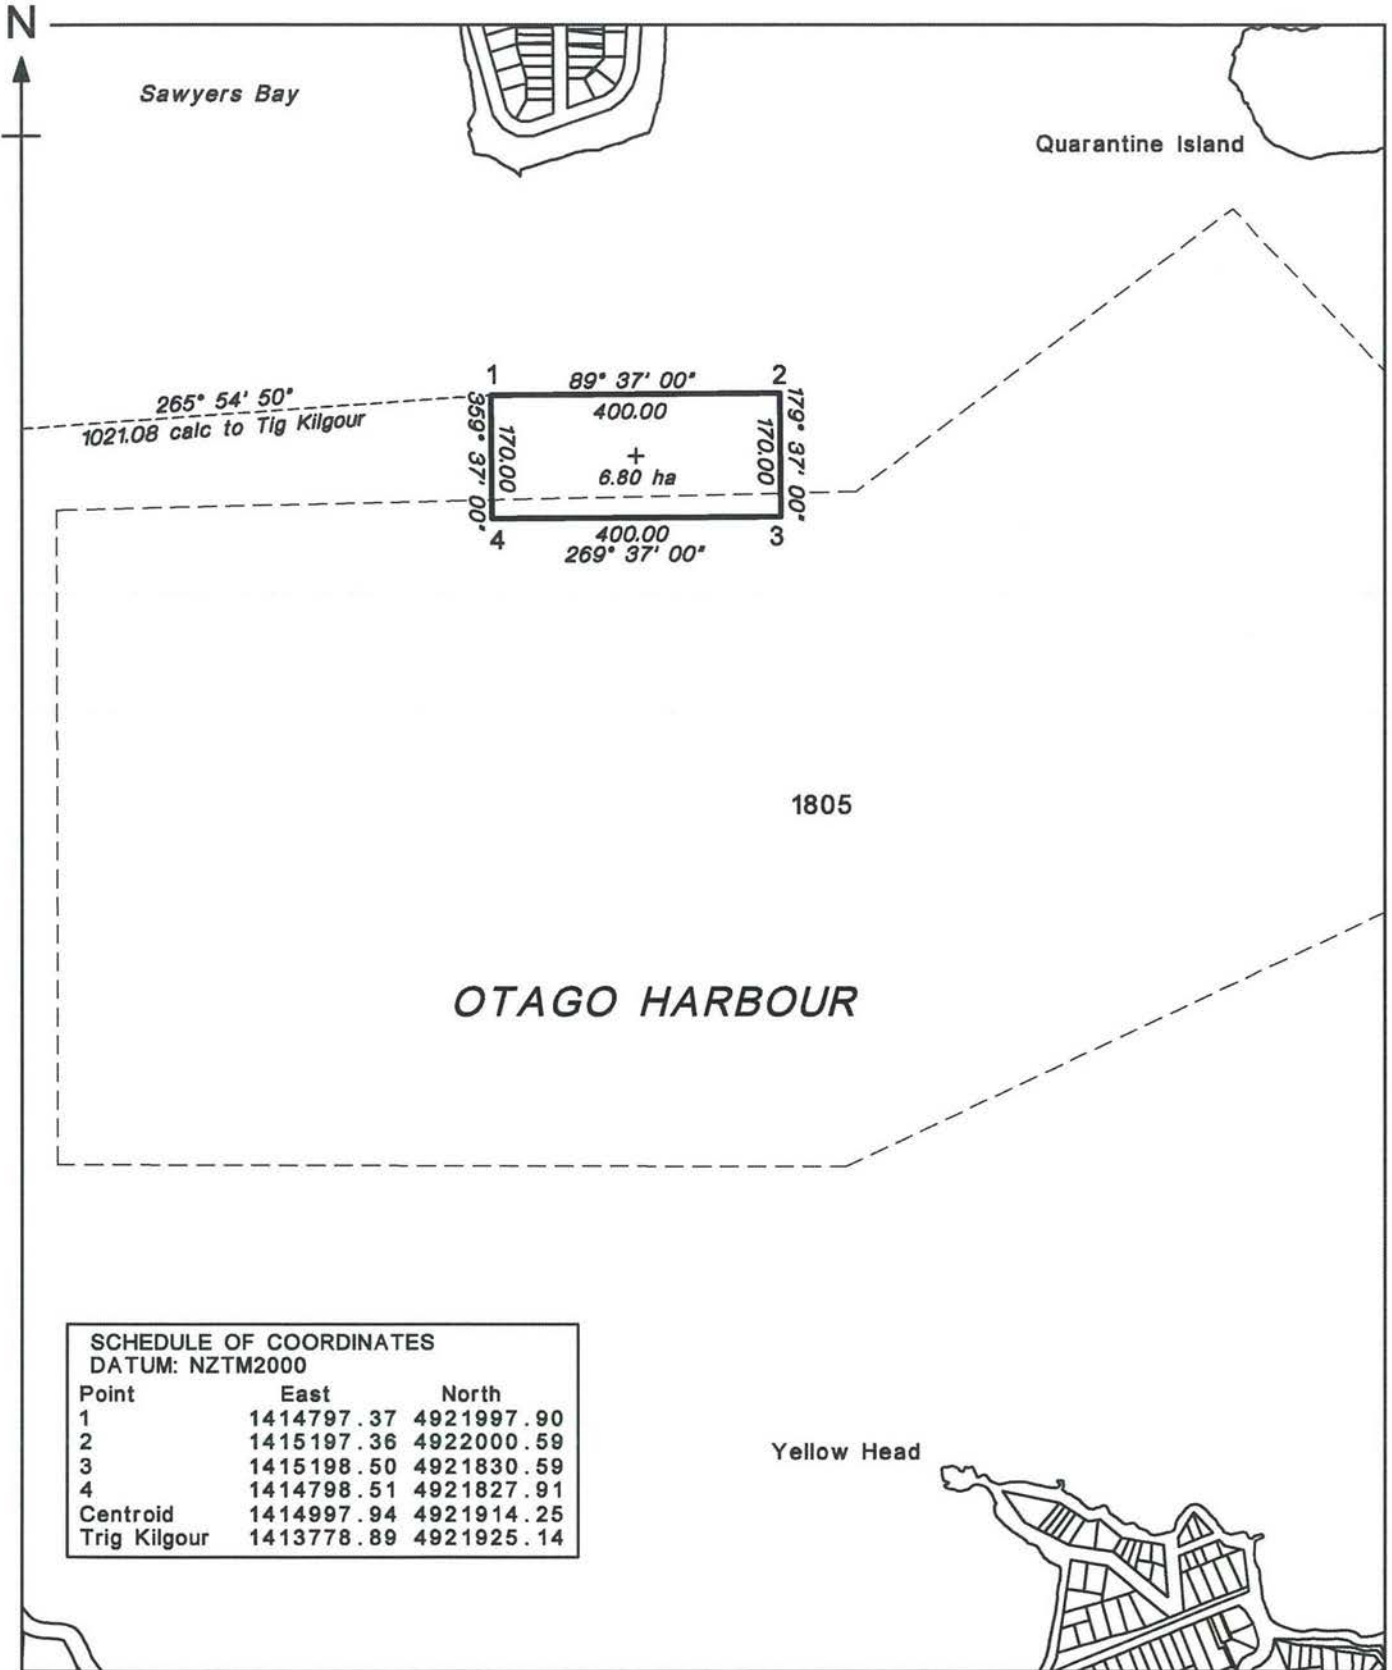 N
Sawyers Bay
Quarantine Island
1
89° 37' 00"
2
265° 54' 50"
1021.08 calc to Tig Kilgour
359° 37' 00"
170.00
400.00
170.00
179° 37' 00"
6.80 ha
4
400.00
3
269° 37' 00"
1805
OTAGO HARBOUR
SCHEDULE OF COORDINATES
DATUM: NZTM2000
Point East North
1 1414797.37 4921997.90
2 1415197.36 4922000.59
3 1415198.50 4921830.59
4 1414798.51 4921827.91
Centroid 1414997.94 4921914.25
Trig Kilgour 1413778.89 4921925.14
Yellow Head